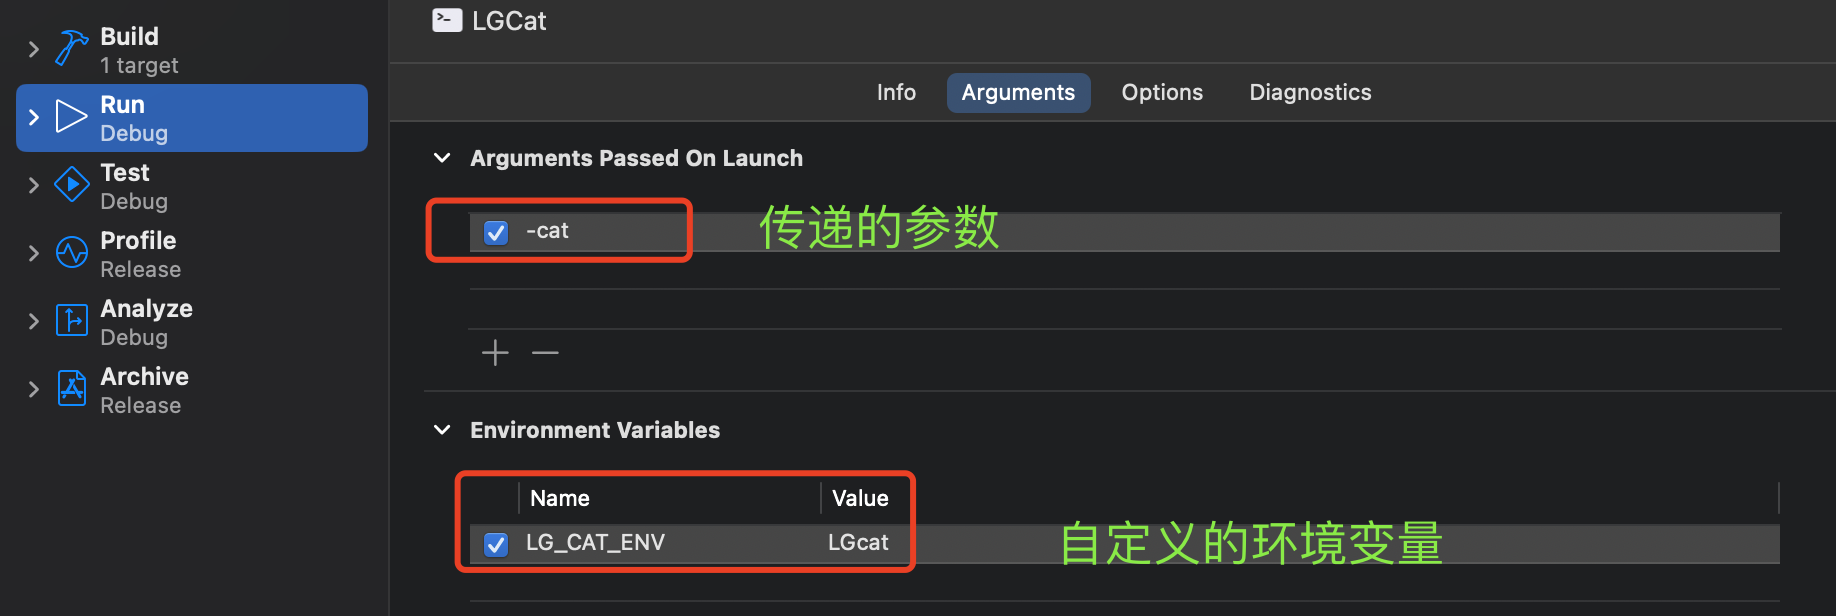 Build
1 target
Run
Debug
Test
Debug
Profile
Release
Analyze
Debug
Archive
Release
LGCat
Info Arguments Options Diagnostics
Arguments Passed On Launch
-cat 传递的参数
Environment Variables
Name Value
LG_CAT_ENV LGcat 自定义的环境变量